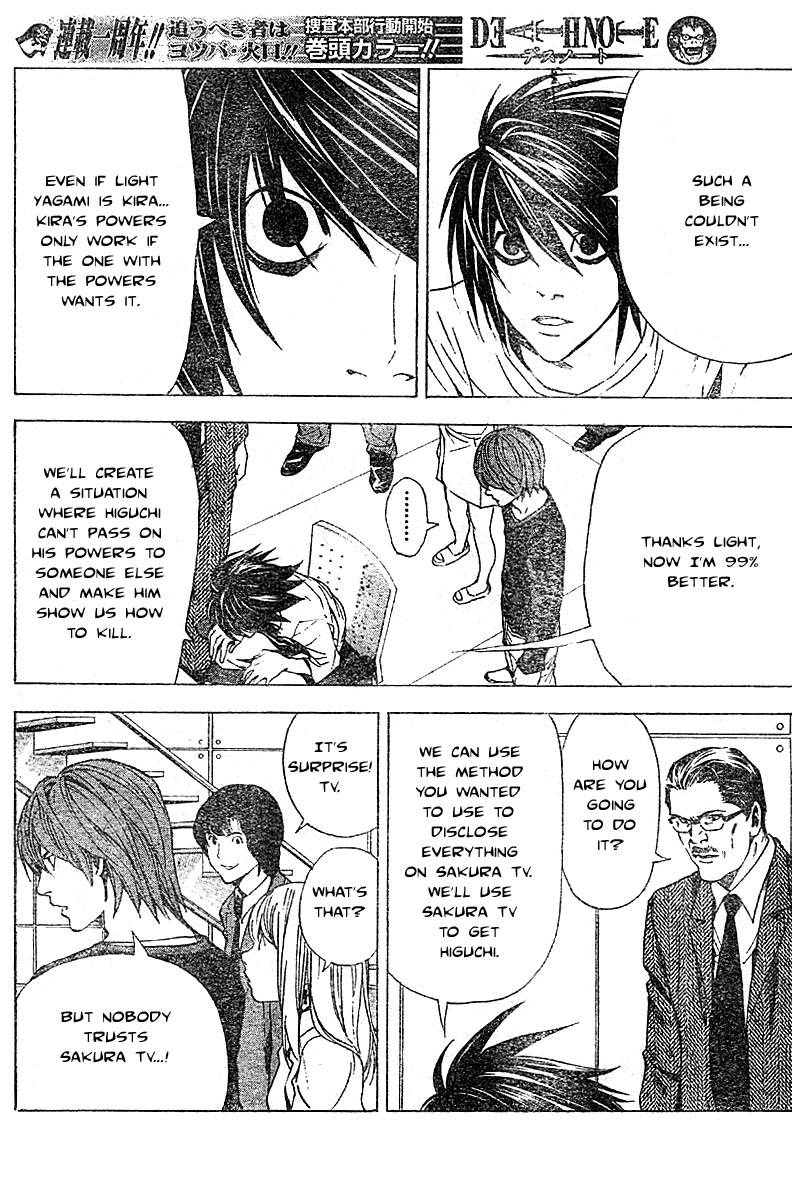 連載一周年!!
追うべき者は
ヨツバ・火口!!
捜査本部行動開始
巻頭カラー!!
DEATH NOTE
デスノート
SUCH A
BEING
COULDN'T
EXIST...
EVEN IF LIGHT
YAGAMI IS KIRA...
KIRA'S POWERS
ONLY WORK IF
THE ONE WITH
THE POWERS
WANTS IT.
THANKS LIGHT,
NOW I'M 99%
BETTER.
.......
WE'LL CREATE
A SITUATION
WHERE HIGUCHI
CAN'T PASS ON
HIS POWERS TO
SOMEONE ELSE
AND MAKE HIM
SHOW US HOW
TO KILL.
HOW
ARE YOU
GOING
TO DO
IT?
WE CAN USE
THE METHOD
YOU WANTED
TO USE TO
DISCLOSE
EVERYTHING
ON SAKURA TV.
WE'LL USE
SAKURA TV
TO GET
HIGUCHI.
IT'S
SURPRISE!
TV.
WHAT'S
THAT?
BUT NOBODY
TRUSTS
SAKURA TV...!